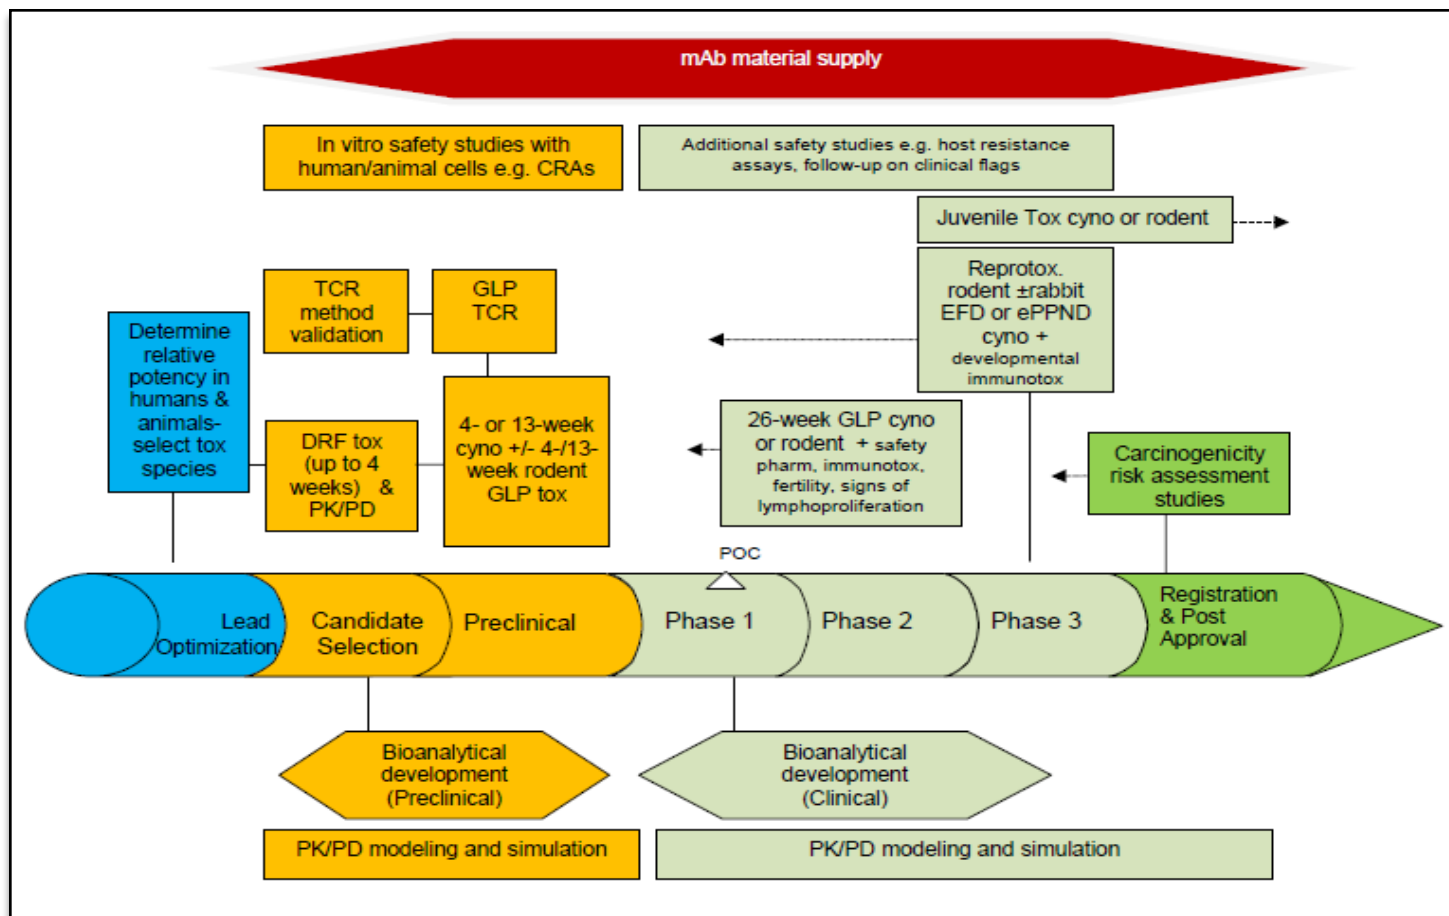 mAb material supply
In vitro safety studies with
human/animal cells e.g. CRAs
Additional safety studies e.g. host resistance
assays, follow-up on clinical flags
Juvenile Tox cyno or rodent
TCR
method
validation
GLP
TCR
Reprotox.
rodent ±rabbit
EFD or ePPND
cyno +
developmental
immunotox
Determine
relative
potency in
humans &
animals-
select tox
species
DRF tox
(up to 4
weeks) &
PK/PD
4- or 13-week
cyno +/- 4-/13-
week rodent
GLP tox
26-week GLP cyno
or rodent + safety
pharm, immunotox,
fertility, signs of
lymphoproliferation
Carcinogenicity
risk assessment
studies
POC
Lead
Optimization
Candidate
Selection
Preclinical
Phase 1
Phase 2
Phase 3
Registration
& Post
Approval
Bioanalytical
development
(Preclinical)
Bioanalytical
development
(Clinical)
PK/PD modeling and simulation
PK/PD modeling and simulation